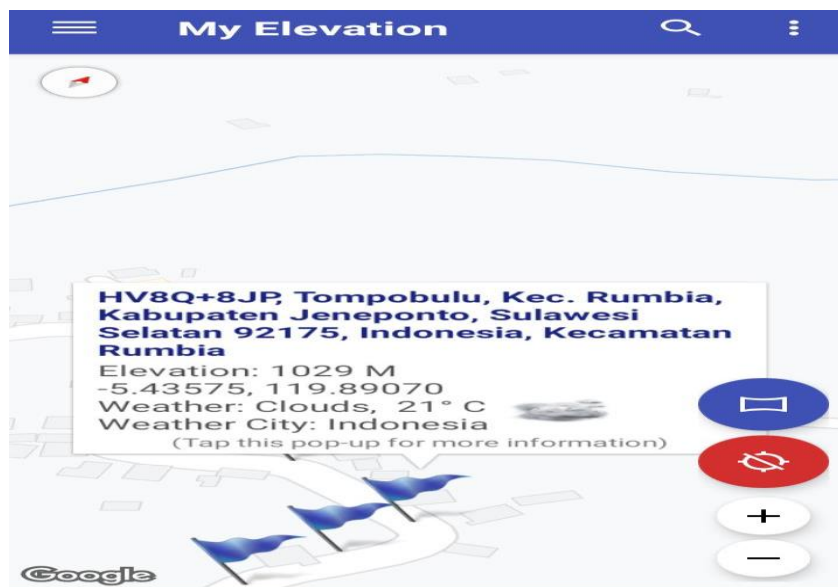 My Elevation
HV8Q+8JP, Tompobulu, Kec. Rumbia,
Kabupaten Jeneponto, Sulawesi
Selatan 92175, Indonesia, Kecamatan
Rumbia
Elevation: 1029 M
-5.43575, 119.89070
Weather: Clouds, 21° C
Weather City: Indonesia
(Tap this pop-up for more information)
Google